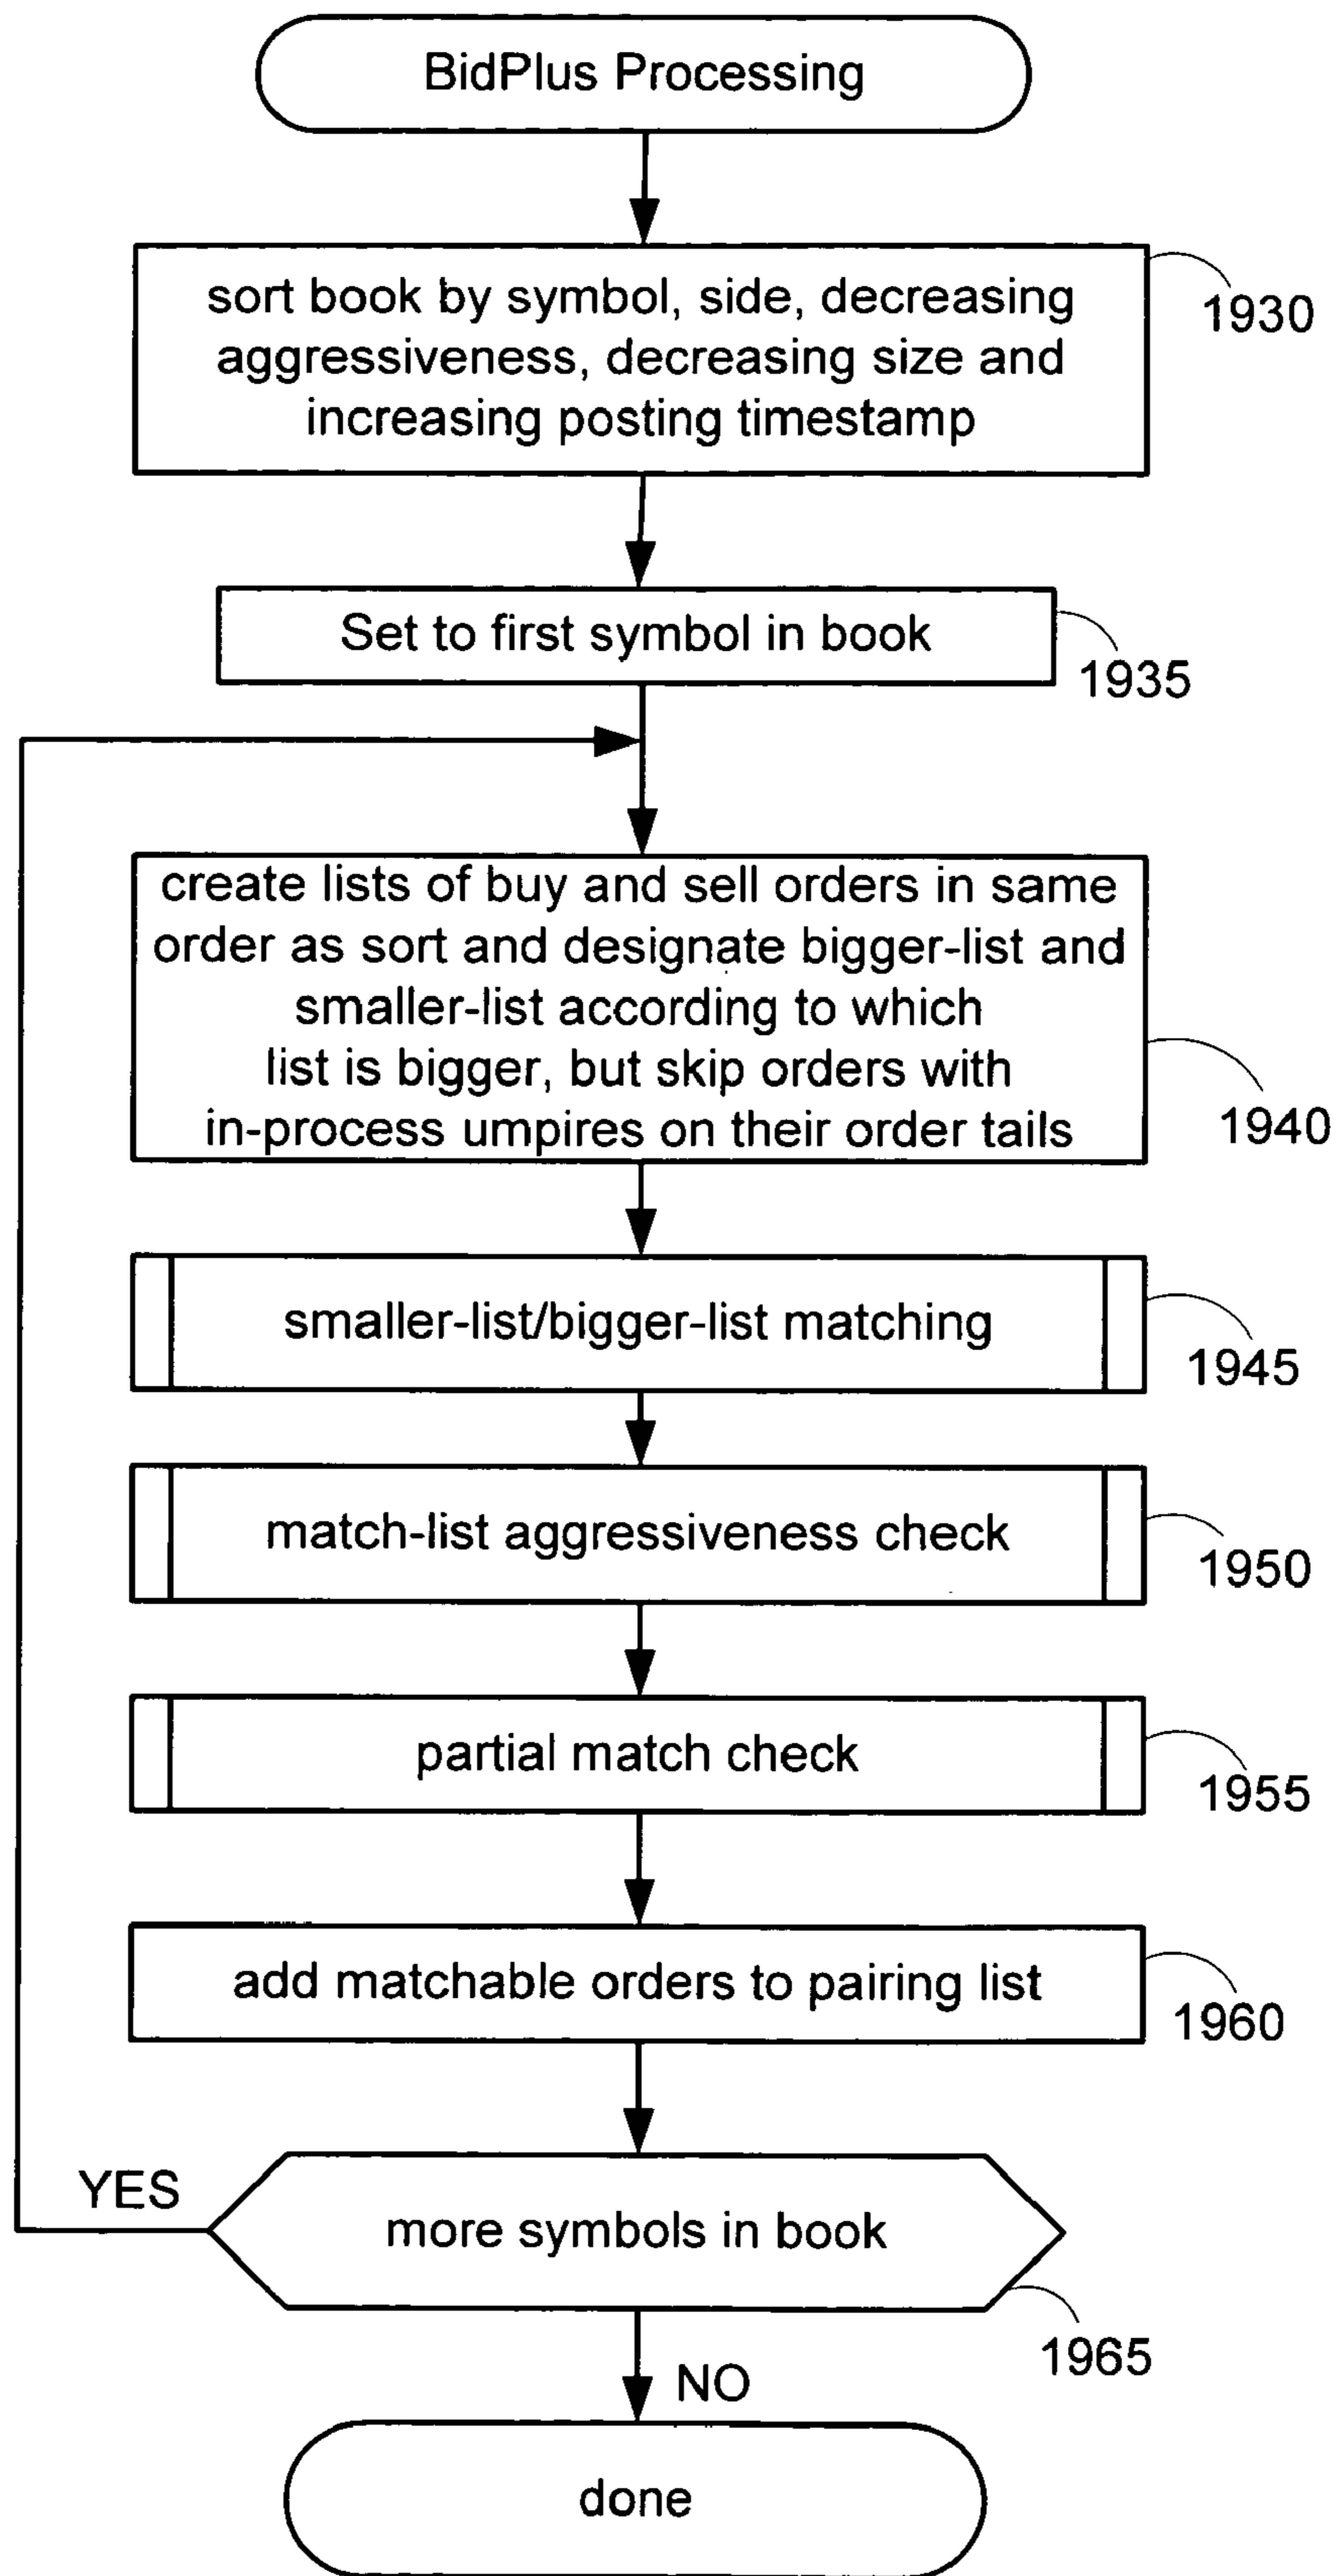 BidPlus Processing
sort book by symbol, side, decreasing
aggressiveness, decreasing size and
increasing posting timestamp
1930
Set to first symbol in book
1935
create lists of buy and sell orders in same
order as sort and designate bigger-list and
smaller-list according to which
list is bigger, but skip orders with
in-process umpires on their order tails
1940
smaller-list/bigger-list matching
1945
match-list aggressiveness check
1950
partial match check
1955
add matchable orders to pairing list
1960
YES
more symbols in book
1965
NO
done